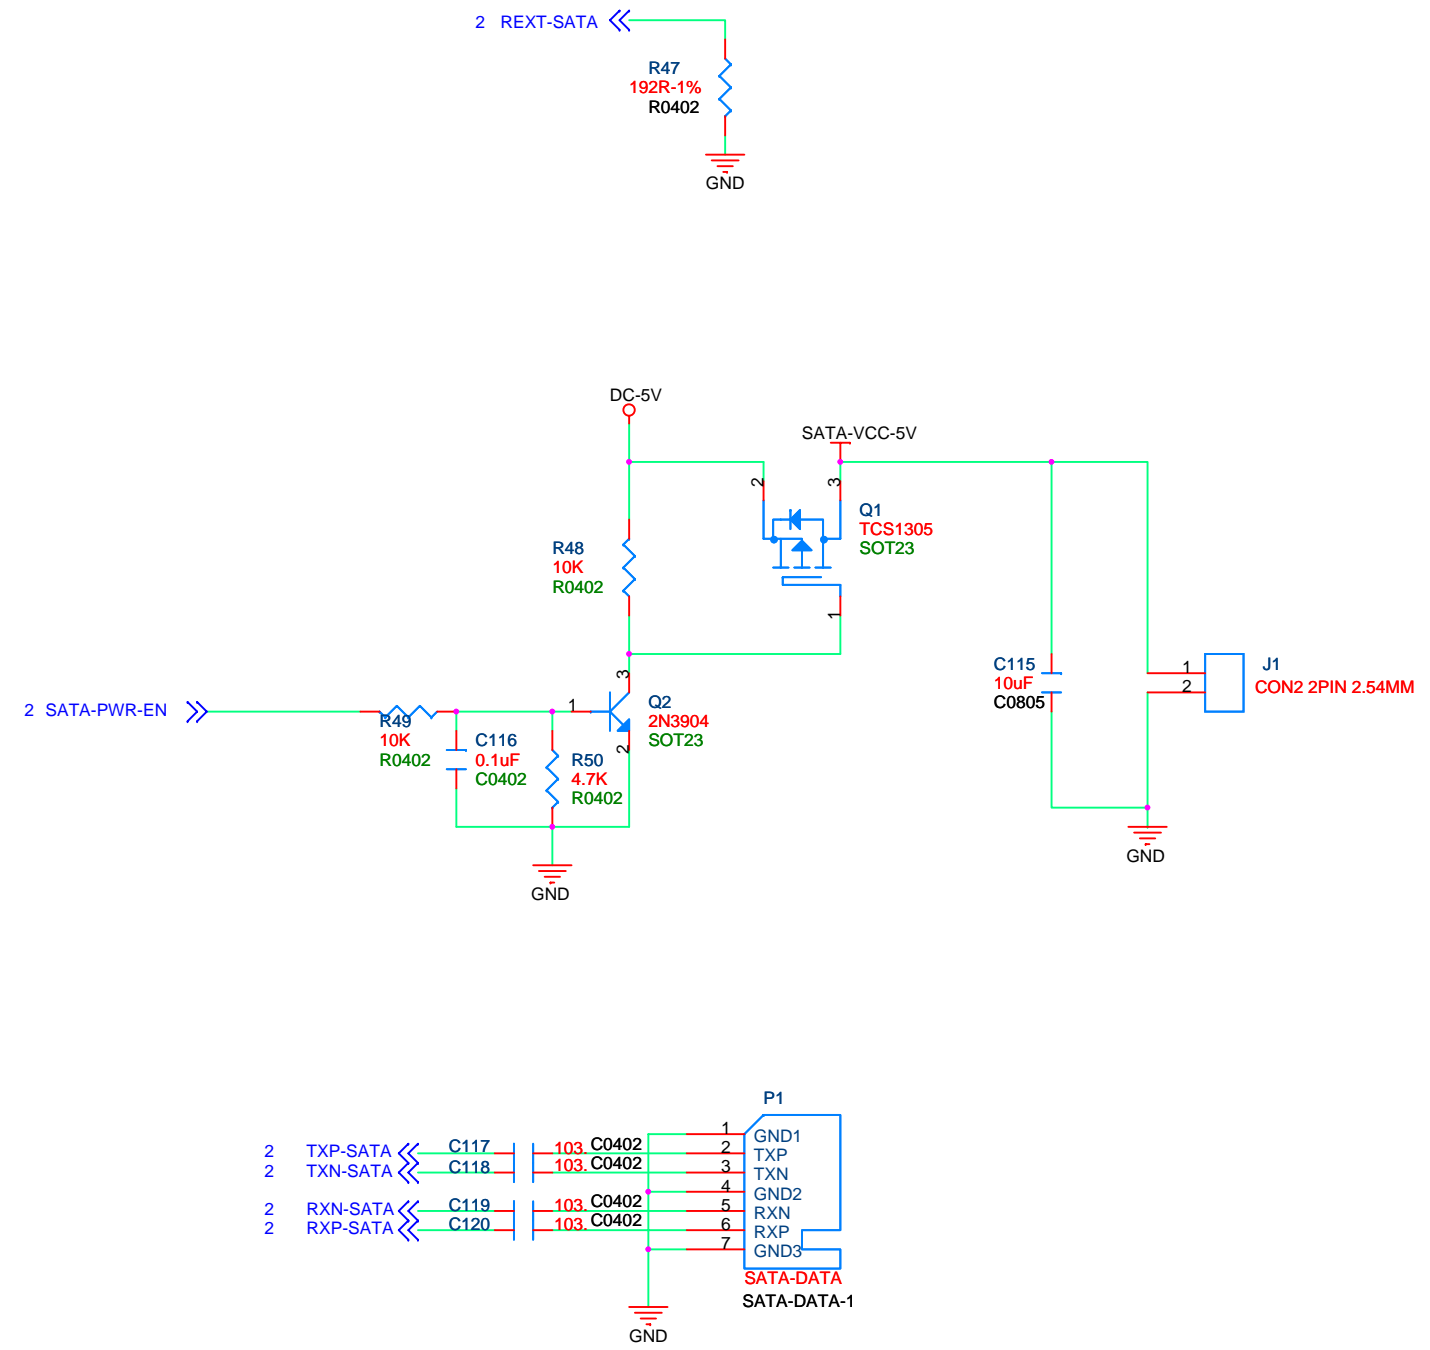 2 REXT-SATA
R47
192R-1%
R0402
GND
DC-5V
SATA-VCC-5V
2
3
Q1
TCS1305
SOT23
R48
10K
R0402
1
3
C115
10uF
C0805
1
2
J1
CON2 2PIN 2.54MM
2 SATA-PWR-EN
R49
10K
R0402
C116
0.1uF
C0402
1
Q2
2N3904
SOT23
2
R50
4.7K
R0402
GND
GND
P1
2 TXP-SATA C117 103. C0402 1 GND1
2 TXN-SATA C118 103. C0402 2 TXP
3 TXN
4 GND2
2 RXN-SATA C119 103. C0402 5 RXN
2 RXP-SATA C120 103. C0402 6 RXP
7 GND3
SATA-DATA
SATA-DATA-1
GND